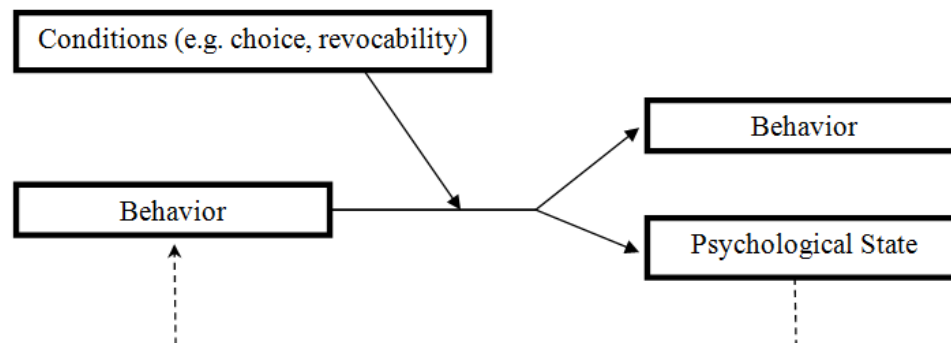 Conditions (e.g. choice, revocability)
Behavior
Behavior
Psychological State